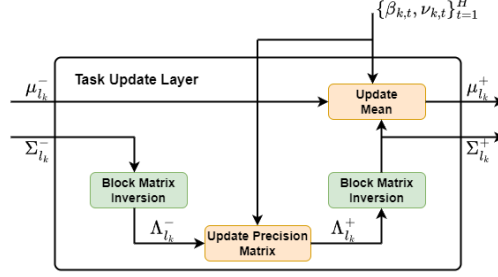 {β_{k,t}, ν_{k,t}}_{t=1}^{H}
Task Update Layer
μ_{l_k}^-
Update
Mean
μ_{l_k}^+
Σ_{l_k}^-
Σ_{l_k}^+
Block Matrix
Inversion
Block Matrix
Inversion
Λ_{l_k}^-
Update Precision
Matrix
Λ_{l_k}^+